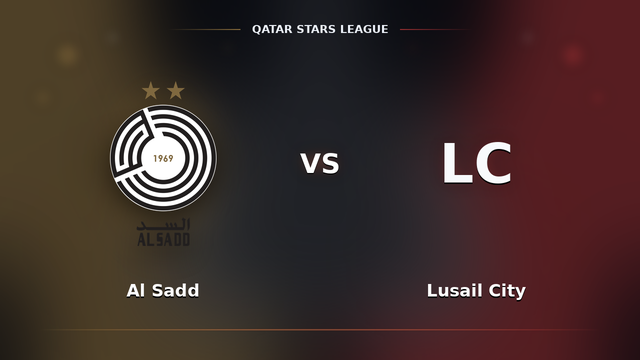 QATAR STARS LEAGUE
1969
VS
LC
السد
ALSADD
Al Sadd
Lusail City